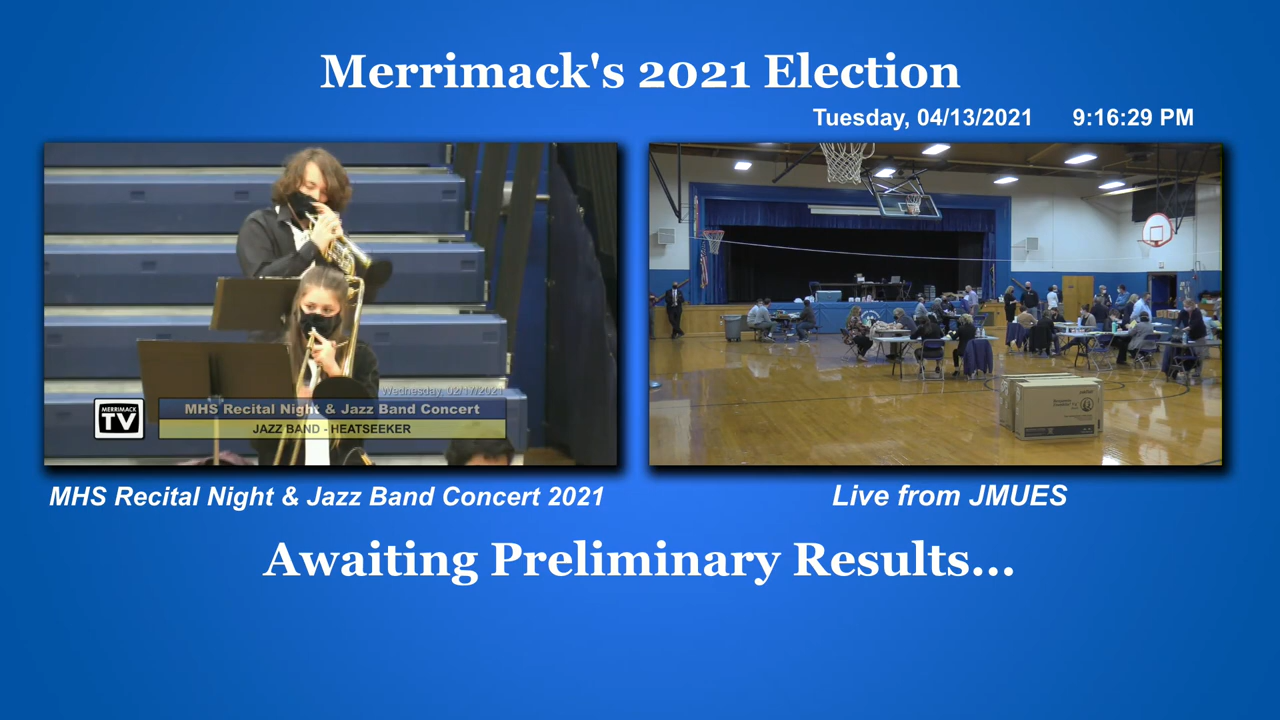 Merrimack's 2021 Election
Tuesday, 04/13/2021 9:16:29 PM
Wednesday, 02/17/2021
MERRIMACK
TV
MHS Recital Night & Jazz Band Concert
JAZZ BAND - HEATSEEKER
MHS Recital Night & Jazz Band Concert 2021
Live from JMUES
Awaiting Preliminary Results...